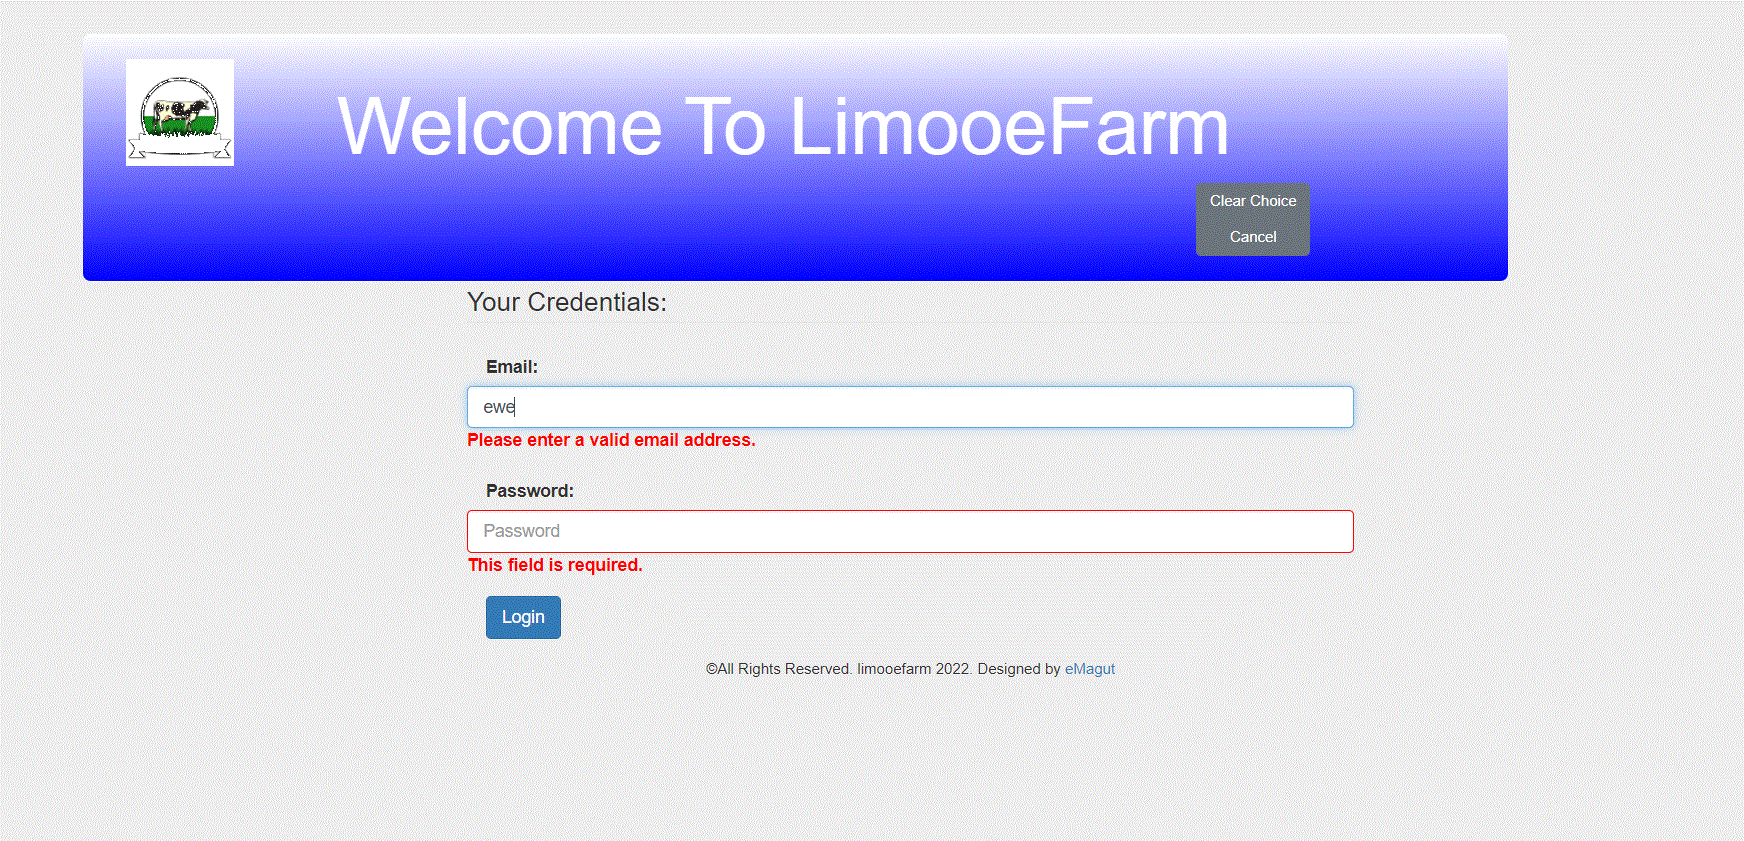 Welcome To LimooeFarm
Clear Choice
Cancel
Your Credentials:
Email:
ewe
Please enter a valid email address.
Password:
Password
This field is required.
Login
©All Rights Reserved. limooefarm 2022. Designed by eMagut